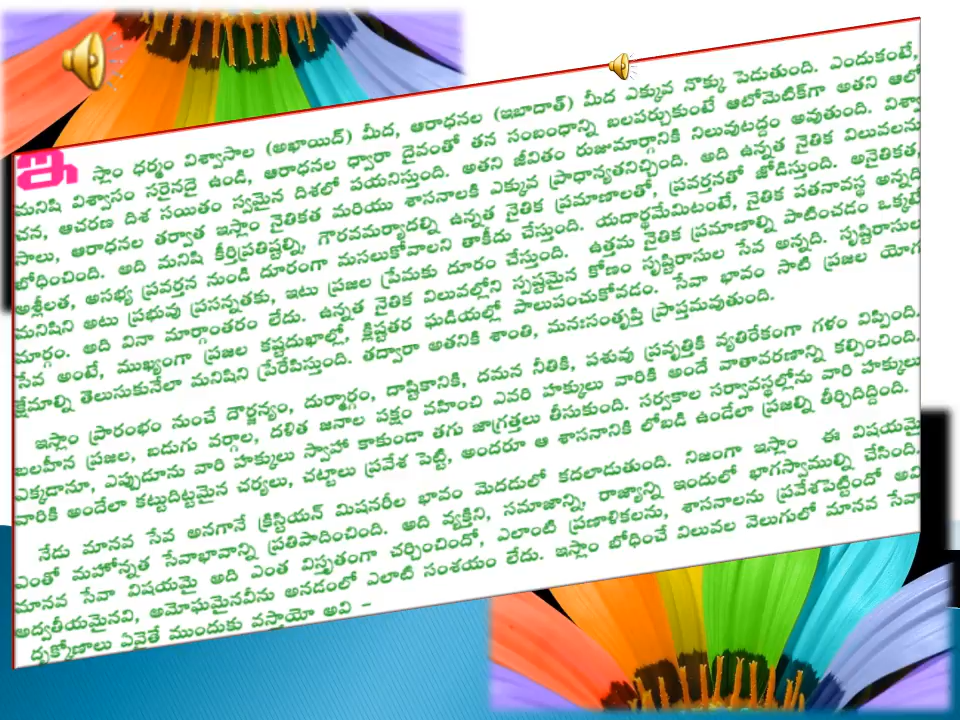 ఇ స్లాం ధర్మం విశ్వాసాల (అఖాయిద్) మీద, ఆరాధనల (ఇబాదాత్) మీద ఎక్కువ నొక్కు పెడుతుంది. ఎందుకంటే,
మనిషి విశ్వాసం సరైనదై ఉండి, ఆరాధనల ద్వారా దైవంతో తన సంబంధాన్ని బలపర్చుకుంటే ఆటోమెటిక్‌గా అతని ఆలో
చన, ఆచరణ దిశ సయితం స్వమైన దిశలో పయనిస్తుంది. అతని జీవితం రుజుమార్గానికి నిలువుటద్దం అవుతుంది. విశ్వా
సాలు, ఆరాధనల తర్వాత ఇస్లాం నైతికత మరియు శాసనాలకి ఎక్కువ ప్రాధాన్యతనిచ్చింది. అది ఉన్నత నైతిక విలువలను
బోధించింది. అది మనిషి కీర్తిప్రతిష్టల్ని, గౌరవమర్యాదల్ని ఉన్నత నైతిక ప్రమాణాలతో, ప్రవర్తనతో జోడిస్తుంది. అనైతికత,
అశ్లీలత, అసభ్య ప్రవర్తన నుండి దూరంగా మసలుకోవాలని తాకీదు చేస్తుంది. యదార్థమేమిటంటే, నైతిక పతనావస్థ అన్నది
మనిషిని అటు ప్రభువు ప్రసన్నతకు, ఇటు ప్రజల ప్రేమకు దూరం చేస్తుంది. ఉత్తమ నైతిక ప్రమాణాల్ని పాటించడం ఒక్కటే
మార్గం. అది వినా మార్గాంతరం లేదు. ఉన్నత నైతిక విలువల్లోని స్పష్టమైన కోణం సృష్టిరాసుల సేవ అన్నది. సృష్టిరాసుల
సేవ అంటే, ముఖ్యంగా ప్రజల కష్టదుఖాల్లో, క్లిష్టతర ఘడియల్లో పాలుపంచుకోవడం. సేవా భావం సాటి ప్రజల యోగ
క్షేమాల్ని తెలుసుకునేలా మనిషిని ప్రేరేపిస్తుంది. తద్వారా అతనికి శాంతి, మనఃసంతృప్తి ప్రాప్తమవుతుంది.
ఇస్లాం ప్రారంభం నుంచే దౌర్జన్యం, దుర్మార్గం, దాష్టికానికి, దమన నీతికి, పశువు ప్రవృత్తికి వ్యతిరేకంగా గళం విప్పింది.
బలహీన ప్రజల, బడుగు వర్గాల, దళిత జనాల పక్షం వహించి ఎవరి హక్కులు వారికి అందే వాతావరణాన్ని కల్పించింది.
ఎక్కడానూ, ఎప్పుడూను వారి హక్కులు స్వాహా కాకుండా తగు జాగ్రత్తలు తీసుకుంది. సర్వకాల సర్వావస్థల్లోను వారి హక్కులు
వారికి అందేలా కట్టుదిట్టమైన చర్యలు, చట్టాలు ప్రవేశ పెట్టి, అందరూ ఆ శాసనానికి లోబడి ఉండేలా ప్రజల్ని తీర్చిదిద్దింది.
నేడు మానవ సేవ అనగానే క్రిస్టియన్ మిషనరీల భావం మెదడులో కదలాడుతుంది. నిజంగా ఇస్లాం ఈ విషయమై
ఎంతో మహోన్నత సేవాభావాన్ని ప్రతిపాదించింది. అది వ్యక్తిని, సమాజాన్ని, రాజ్యాన్ని ఇందులో భాగస్వాముల్ని చేసింది.
మానవ సేవా విషయమై అది ఎంత విస్తృతంగా చర్చించిందో, ఎలాంటి ప్రణాళికలను, శాసనాలను ప్రవేశపెట్టిందో అవి
అద్వతీయమైనవి, అమోఘమైనవీను అనడంలో ఎలాటి సంశయం లేదు. ఇస్లాం బోధించే విలువల వెలుగులో మానవ సేవా
దృక్కోణాలు ఏవైతే ముందుకు వస్తాయో అవి –